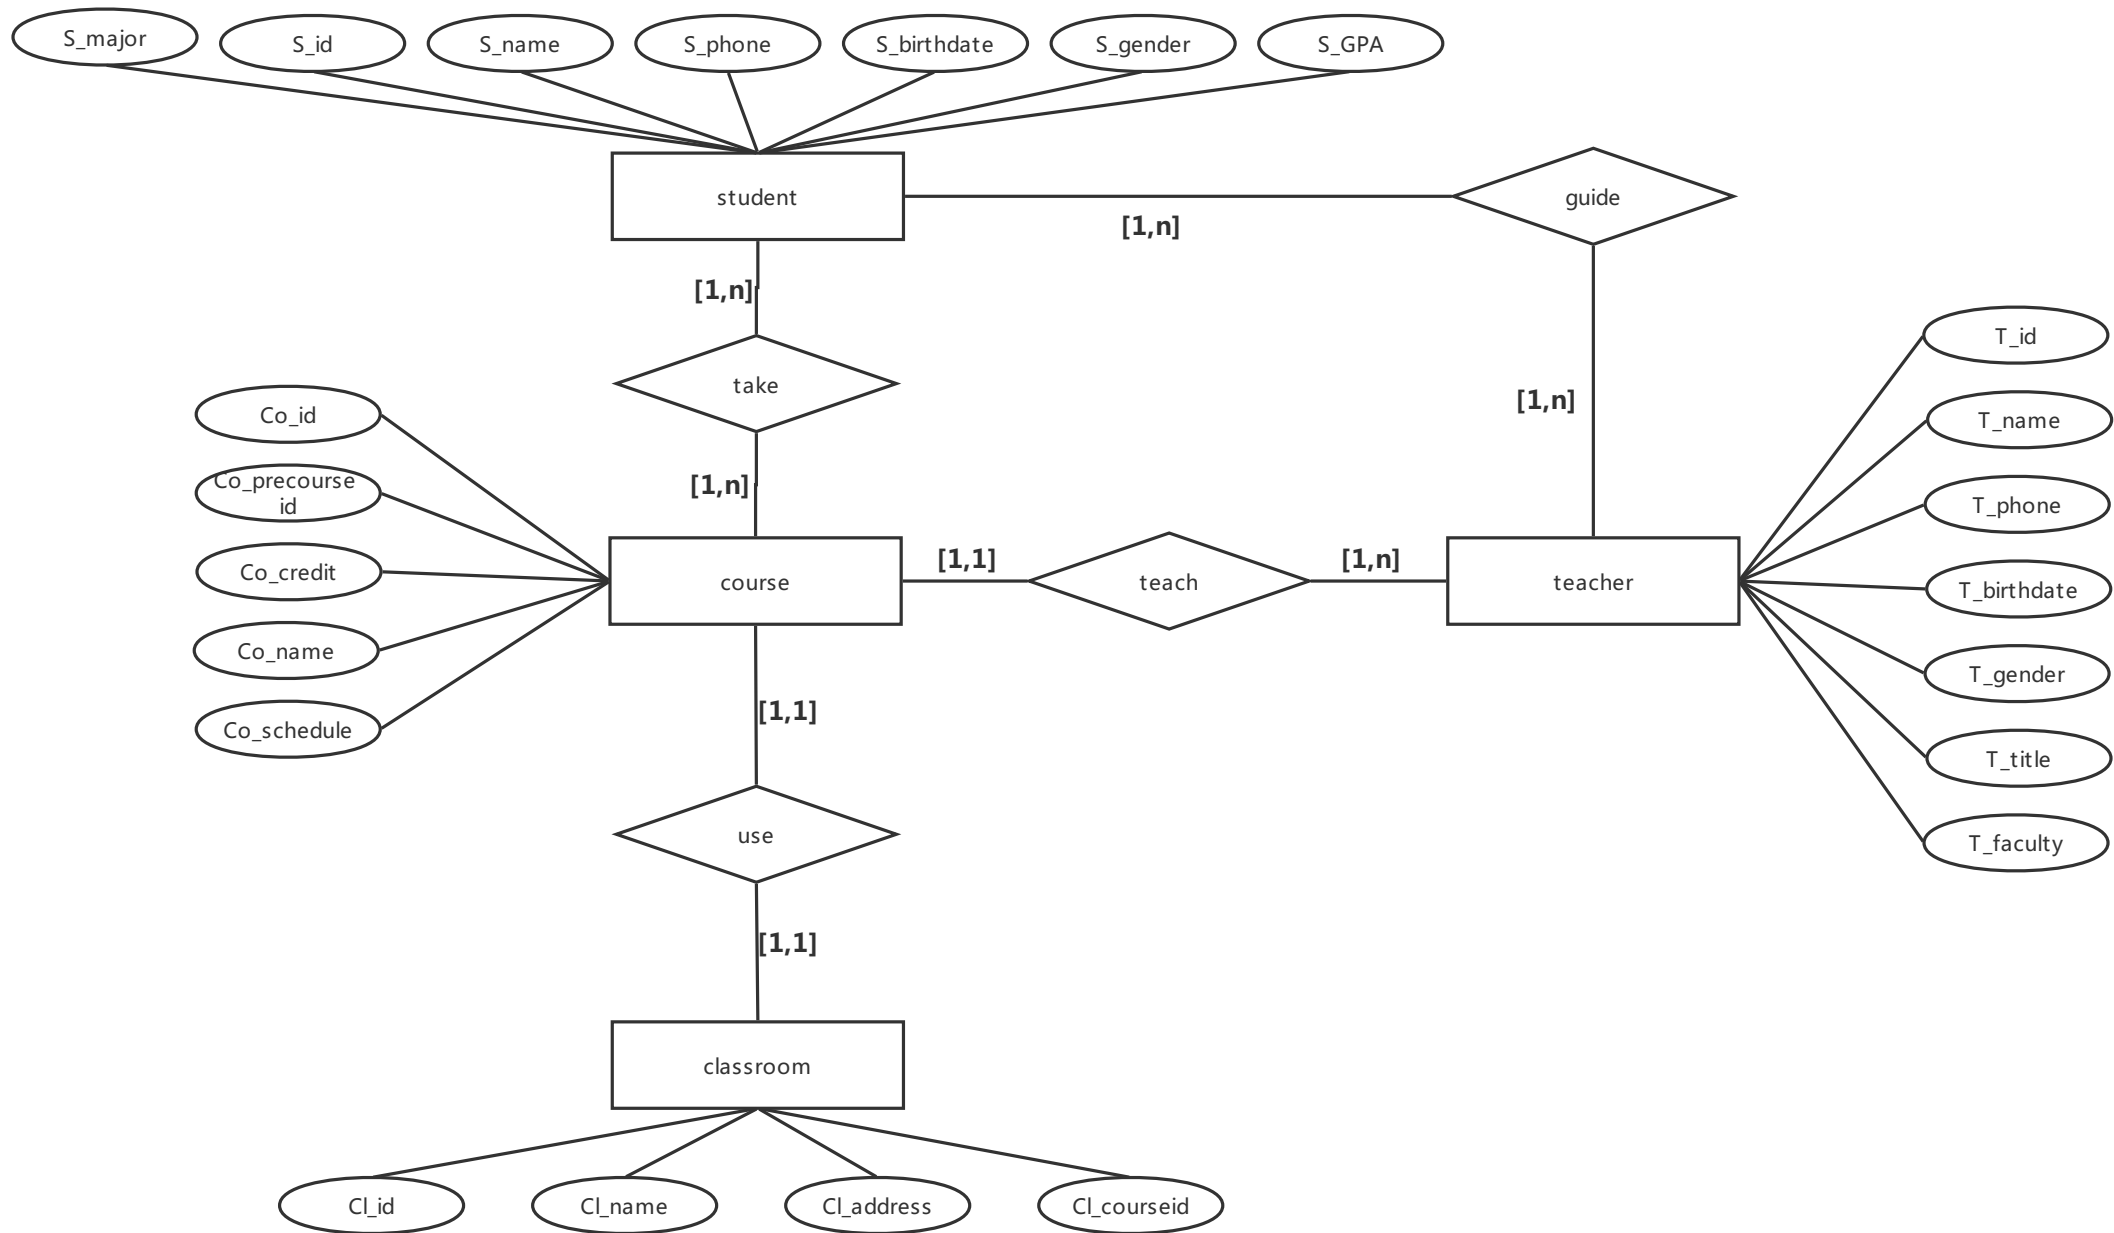 S_major
S_id
S_name
S_phone
S_birthdate
S_gender
S_GPA
student
guide
[1,n]
[1,n]
take
[1,n]
[1,n]
T_id
T_name
T_phone
T_birthdate
T_gender
T_title
T_faculty
Co_id
Co_precourse
id
Co_credit
Co_name
Co_schedule
course
[1,1]
teach
[1,n]
teacher
[1,1]
use
[1,1]
classroom
Cl_id
Cl_name
Cl_address
Cl_courseid